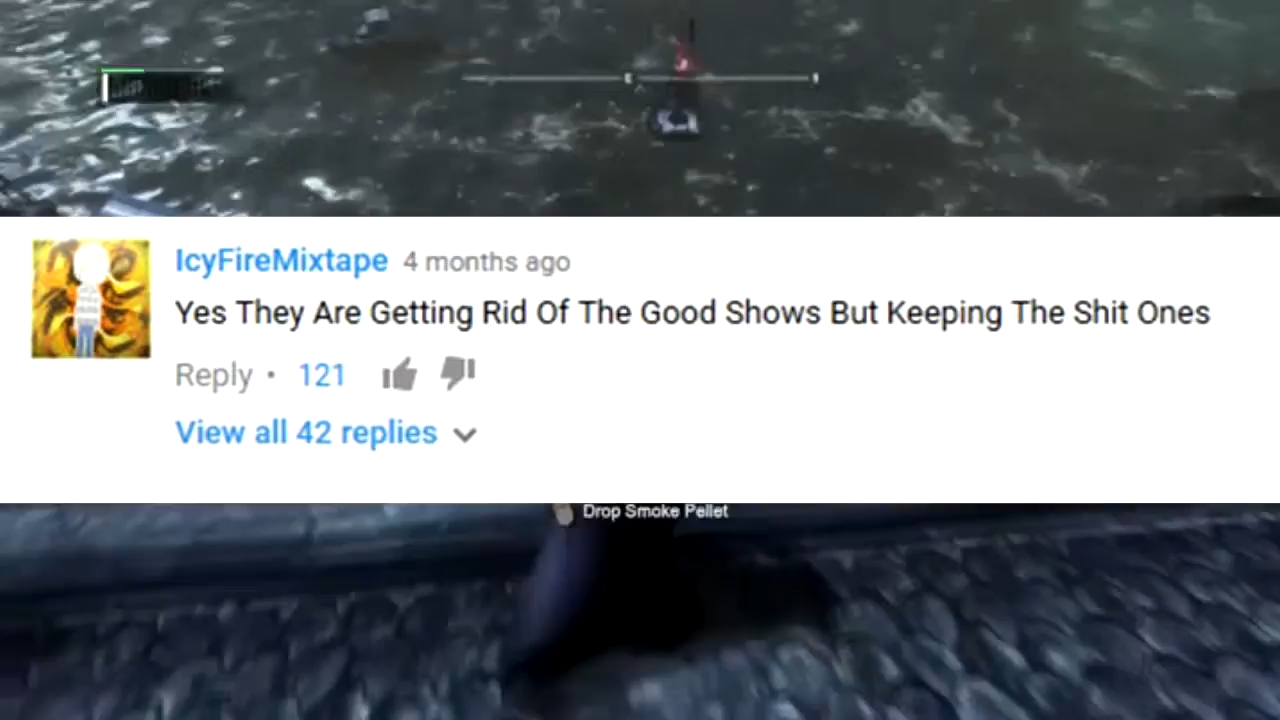 IcyFireMixtape 4 months ago
Yes They Are Getting Rid Of The Good Shows But Keeping The Shit Ones
Reply • 121
View all 42 replies
Drop Smoke Pellet